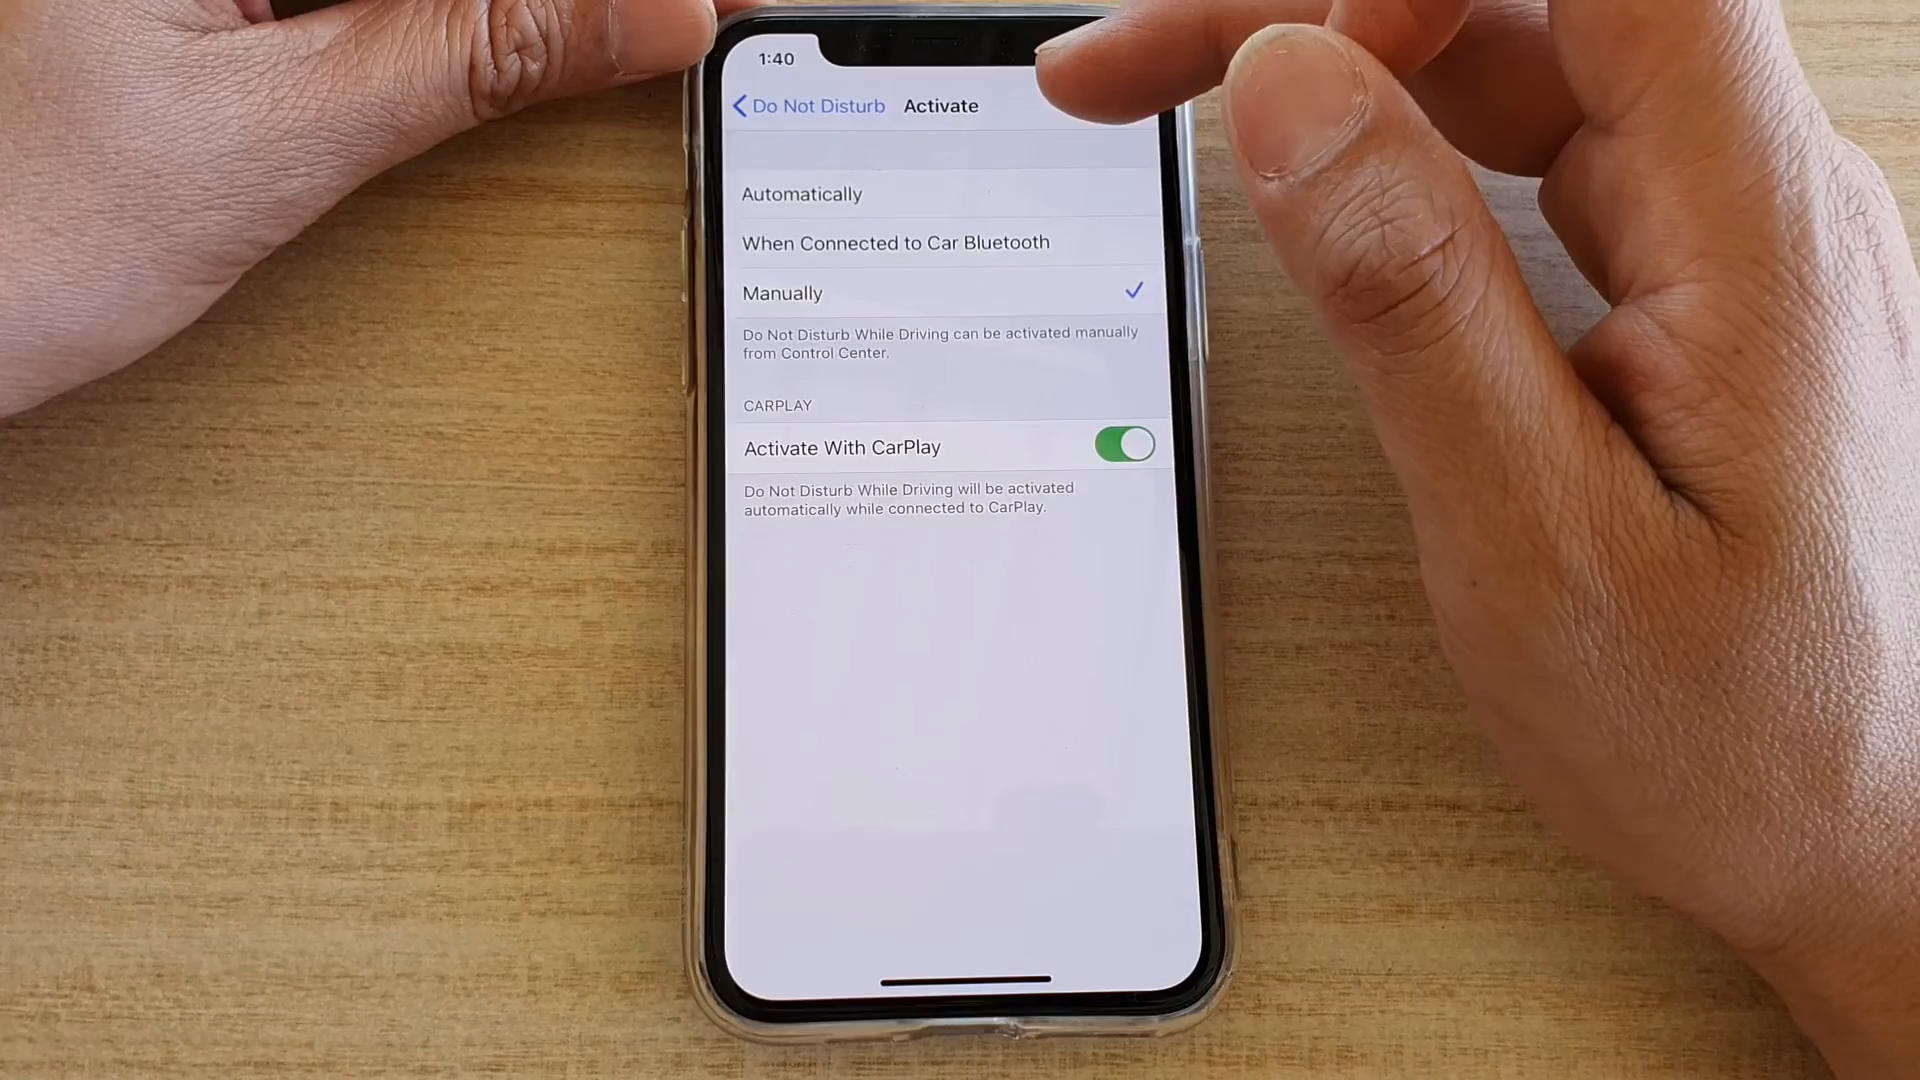 1:40
Do Not Disturb Activate
Automatically
When Connected to Car Bluetooth
Manually
Do Not Disturb While Driving can be activated manually
from Control Center.
CARPLAY
Activate With CarPlay
Do Not Disturb While Driving will be activated
automatically while connected to CarPlay.